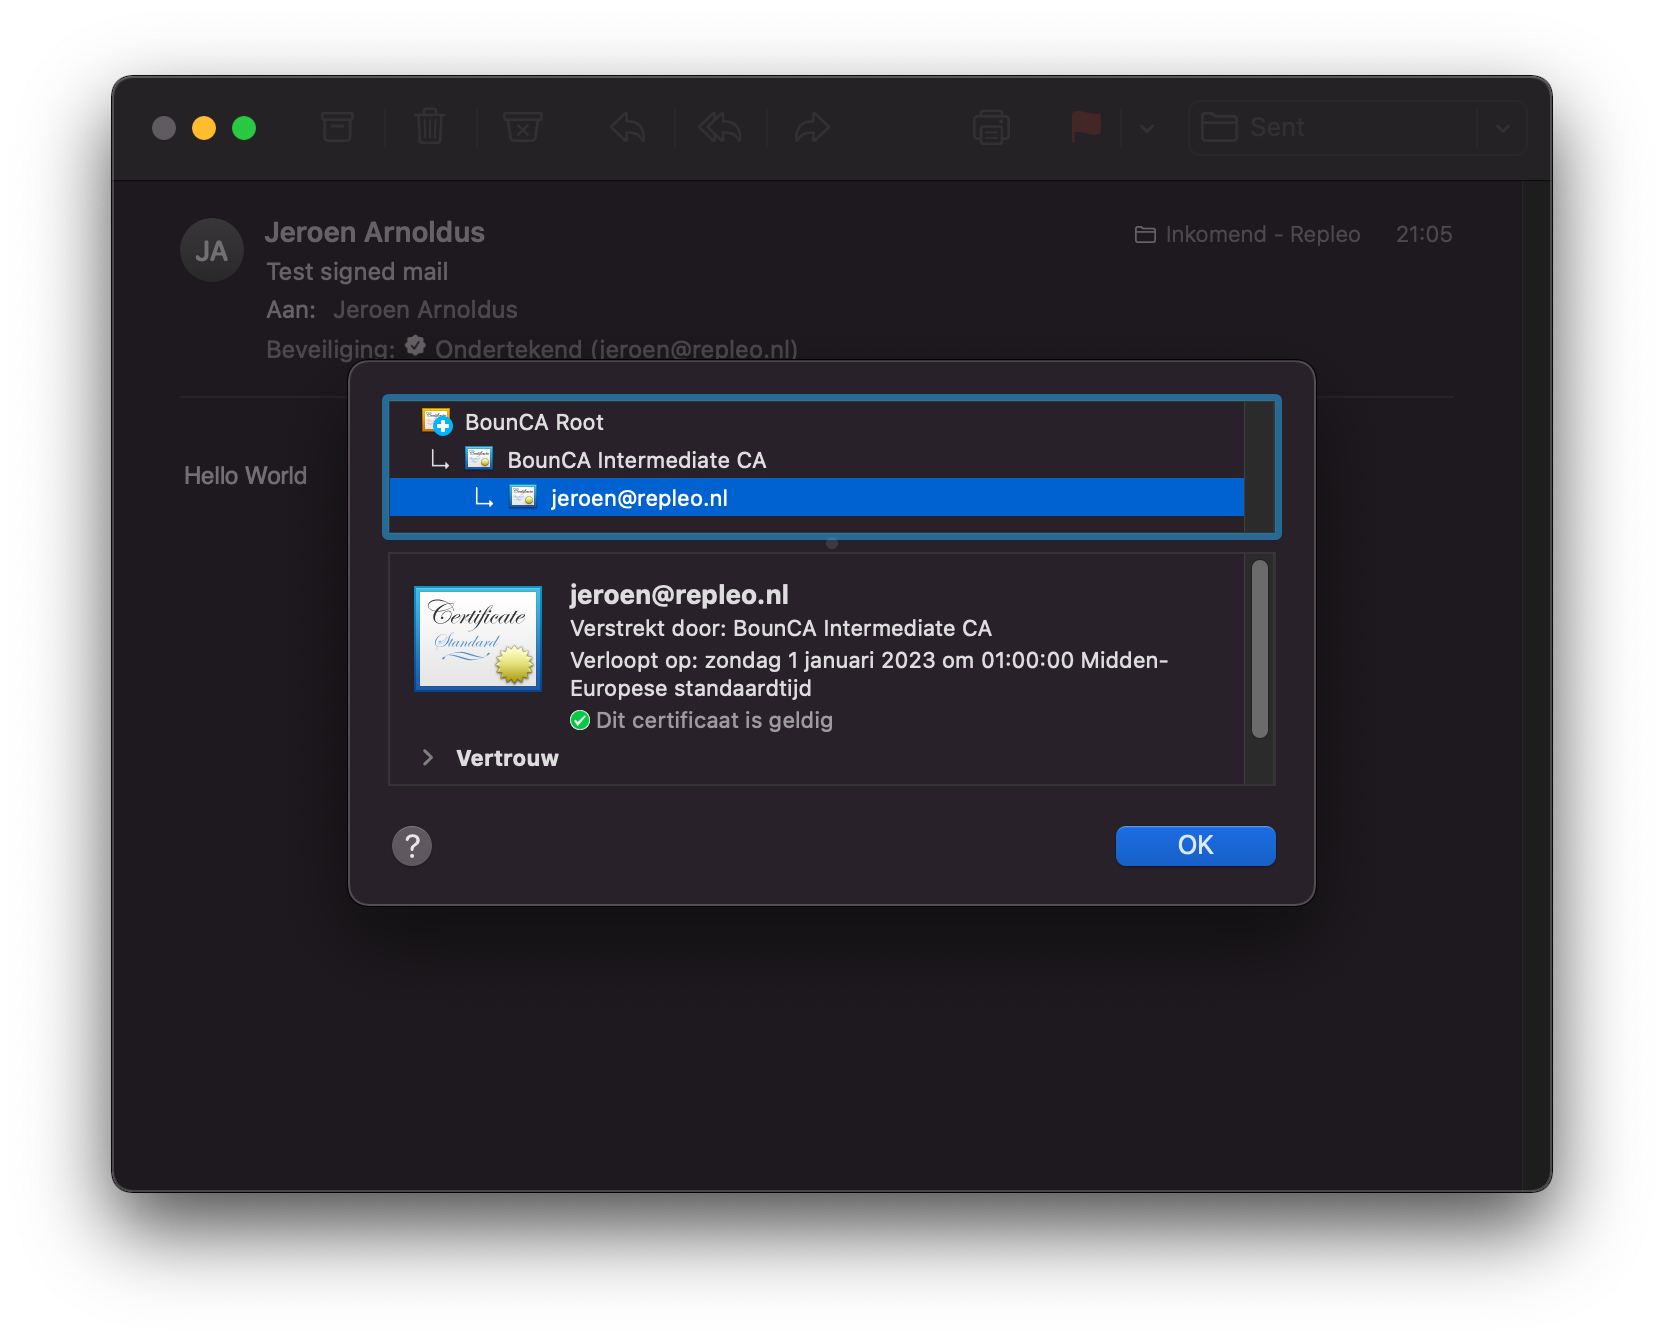 Sent
JA
Jeroen Arnoldus
Inkomend - Repleo 21:05
Test signed mail
Aan: Jeroen Arnoldus
Beveiliging: Ondertekend (jeroen@repleo.nl)
Hello World
BounCA Root
BounCA Intermediate CA
jeroen@repleo.nl
Certificate
Standard
jeroen@repleo.nl
Verstrekt door: BounCA Intermediate CA
Verloopt op: zondag 1 januari 2023 om 01:00:00 Midden-
Europese standaardtijd
Dit certificaat is geldig
Vertrouw
?
OK